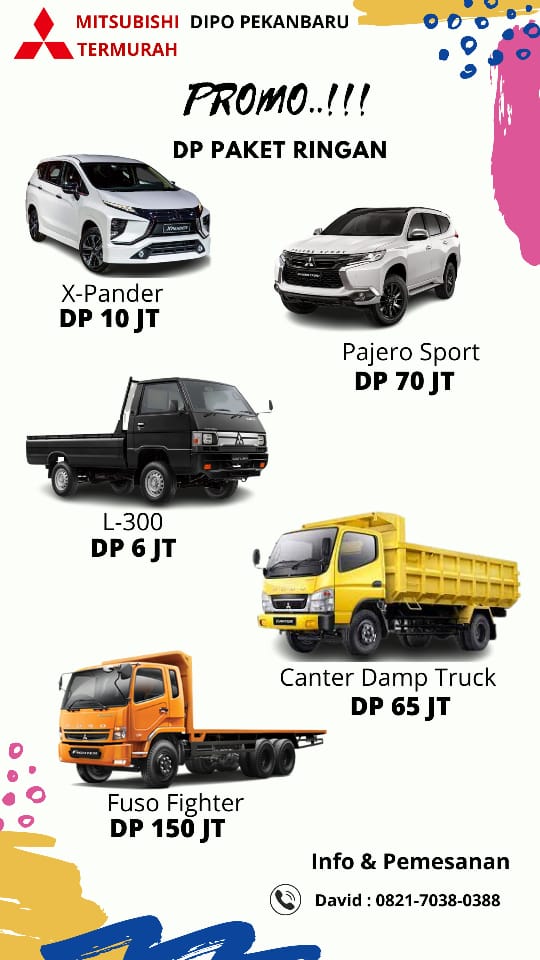 MITSUBISHI DIPO PEKANBARU
TERMURAH
PROMO..!!!
DP PAKET RINGAN
X-Pander
DP 10 JT
Pajero Sport
DP 70 JT
L-300
DP 6 JT
Canter Damp Truck
DP 65 JT
Fuso Fighter
DP 150 JT
Info & Pemesanan
David : 0821-7038-0388